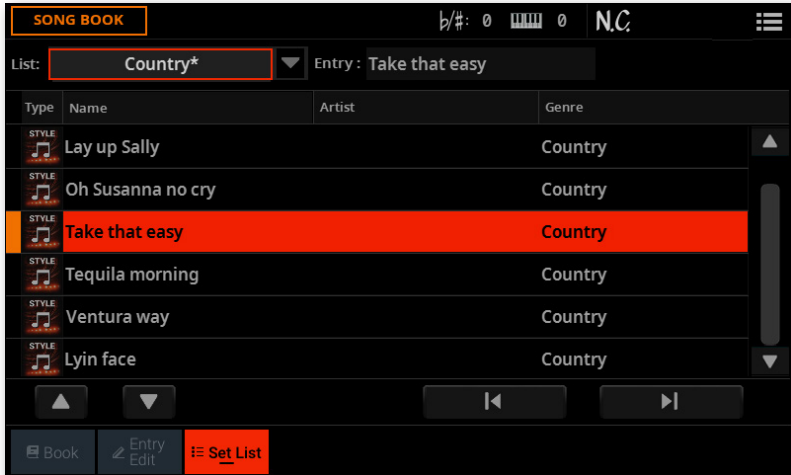 SONG BOOK ♭/#: 0 0 N.C.
List: Country* Entry : Take that easy
Type Name Artist Genre
STYLE Lay up Sally Country
STYLE Oh Susanna no cry Country
STYLE Take that easy Country
STYLE Tequila morning Country
STYLE Ventura way Country
STYLE Lyin face Country
Book Entry Edit Set List